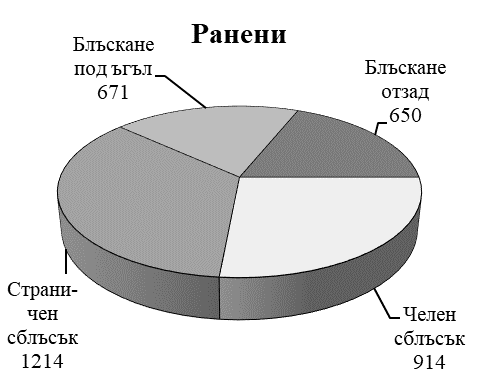 Ранени
Блъскане
под ъгъл
671
Блъскане
отзад
650
Страни-
чен
сблъсък
1214
Челен
сблъсък
914